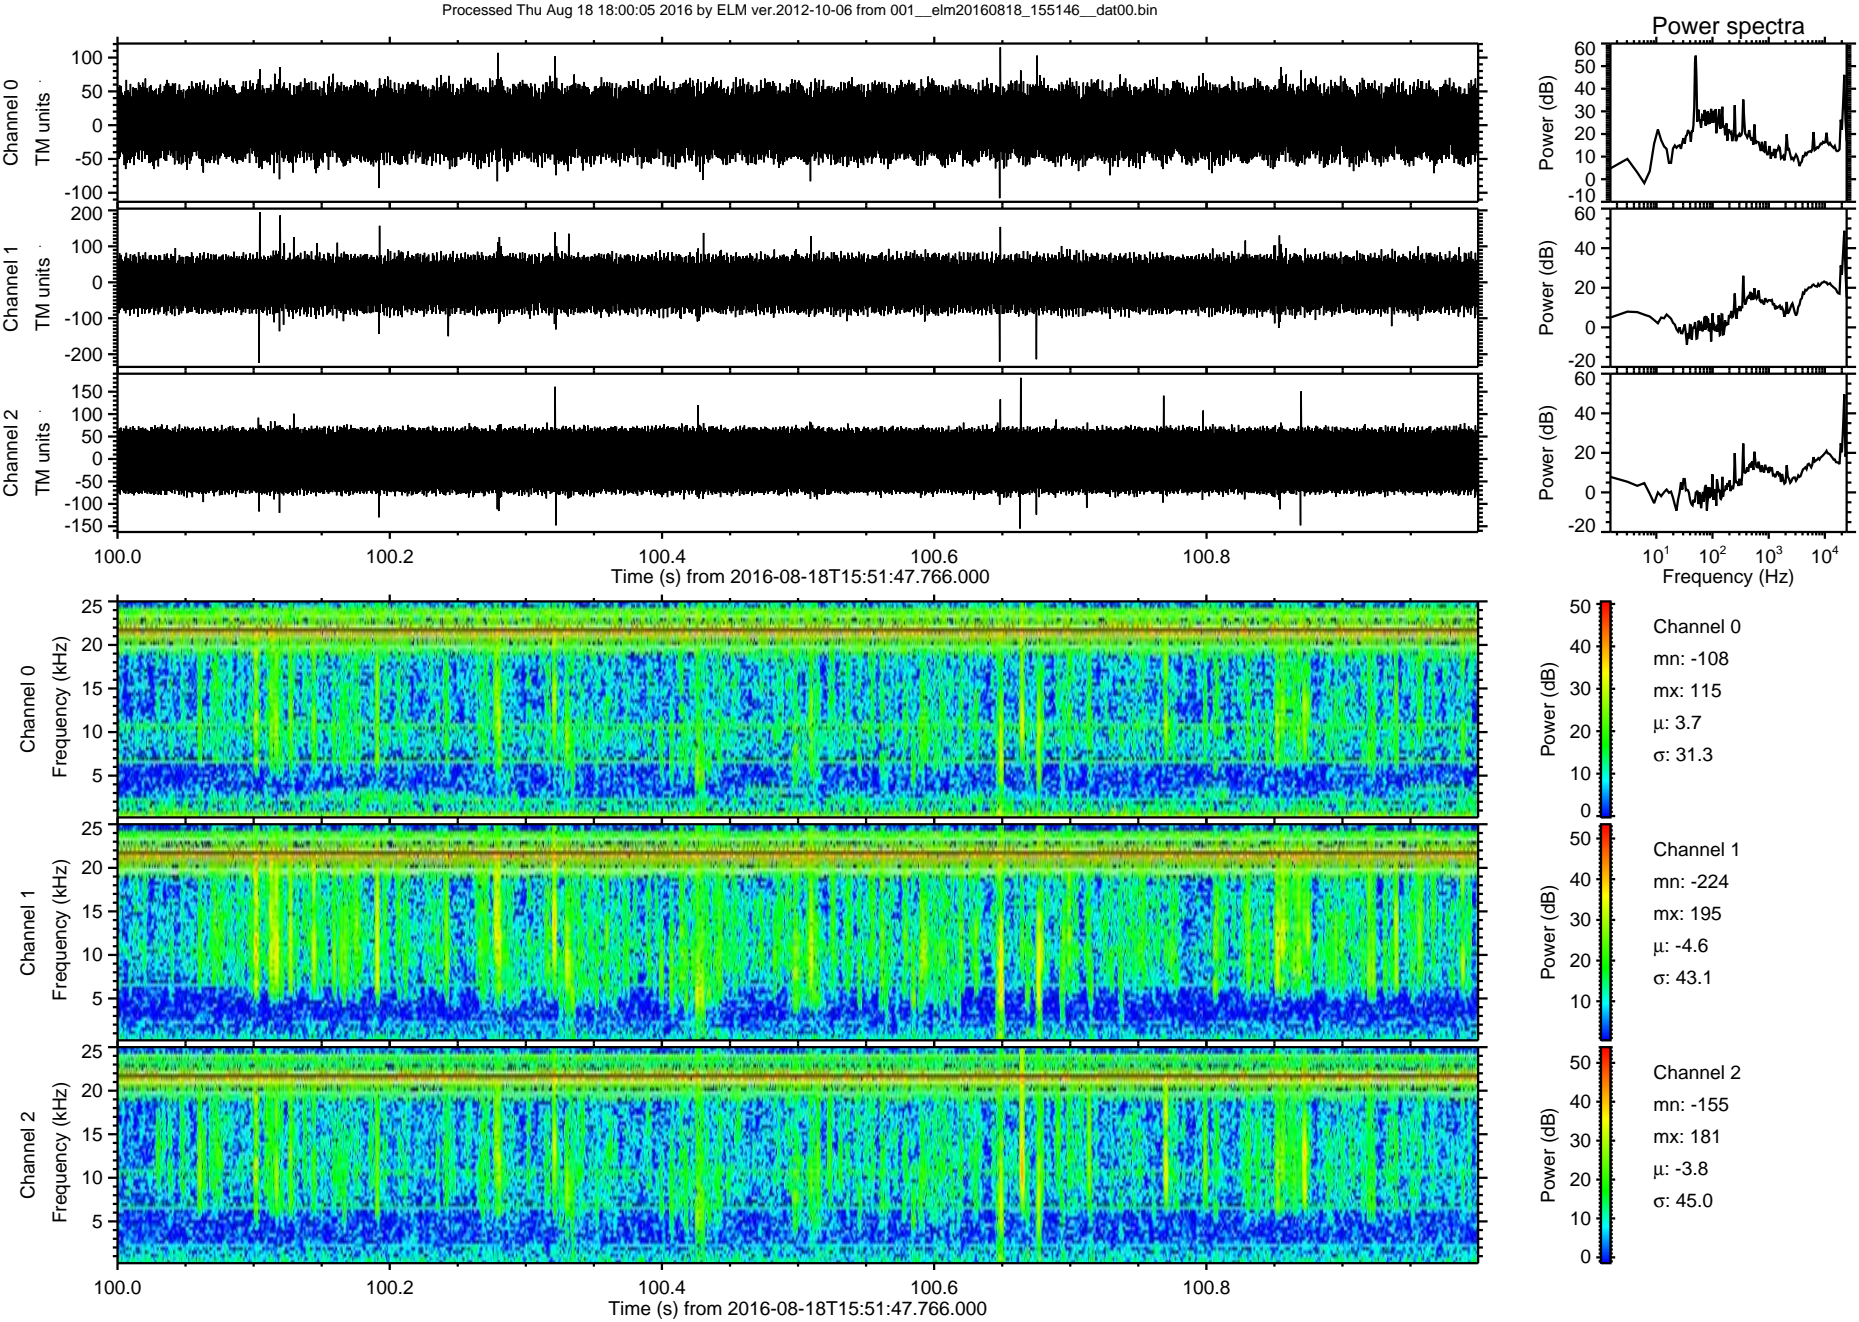 Processed Thu Aug 18 18:00:05 2016 by ELM ver.2012-10-06 from 001__elm20160818_155146__dat00.bin
Power spectra
Channel 0
TM units
100
50
0
-50
-100
Power (dB)
60
50
40
30
20
10
0
-10
Channel 1
TM units
200
100
0
-100
-200
Power (dB)
60
40
20
0
-20
Channel 2
TM units
150
100
50
0
-50
-100
-150
Power (dB)
60
40
20
0
-20
100.0 100.2 100.4 100.6 100.8
Time (s) from 2016-08-18T15:51:47.766.000
10¹ 10² 10³ 10⁴
Frequency (Hz)
Channel 0
Frequency (kHz)
25
20
15
10
5
Power (dB)
50
40
30
20
10
0
Channel 0
mn: -108
mx: 115
μ: 3.7
σ: 31.3
Channel 1
Frequency (kHz)
25
20
15
10
5
Power (dB)
50
40
30
20
10
Channel 1
mn: -224
mx: 195
μ: -4.6
σ: 43.1
Channel 2
Frequency (kHz)
25
20
15
10
5
Power (dB)
50
40
30
20
10
0
Channel 2
mn: -155
mx: 181
μ: -3.8
σ: 45.0
100.0 100.2 100.4 100.6 100.8
Time (s) from 2016-08-18T15:51:47.766.000